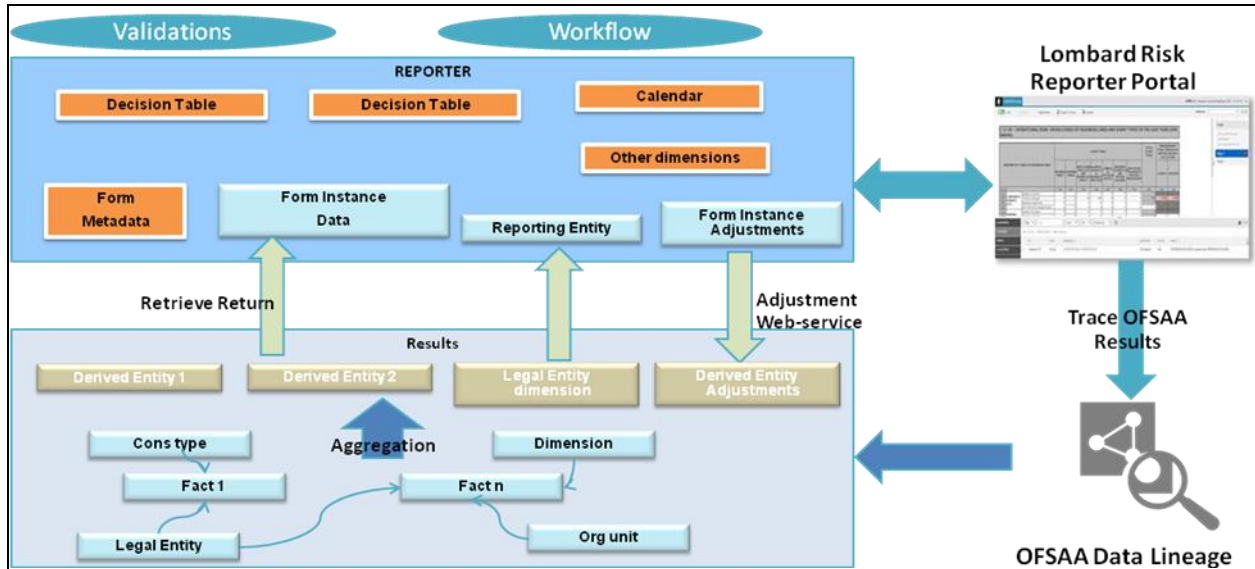 Validations
Workflow
REPORTER
Decision Table
Decision Table
Calendar
Other dimensions
Form
Metadata
Form Instance
Data
Reporting Entity
Form Instance
Adjustments
Lombard Risk
Reporter Portal
Retrieve Return
Adjustment
Web-service
Trace OFSAA
Results
Results
Derived Entity 1
Derived Entity 2
Legal Entity
dimension
Derived Entity
Adjustments
Aggregation
Cons type
Dimension
Fact 1
Fact n
Legal Entity
Org unit
OFSAA Data Lineage